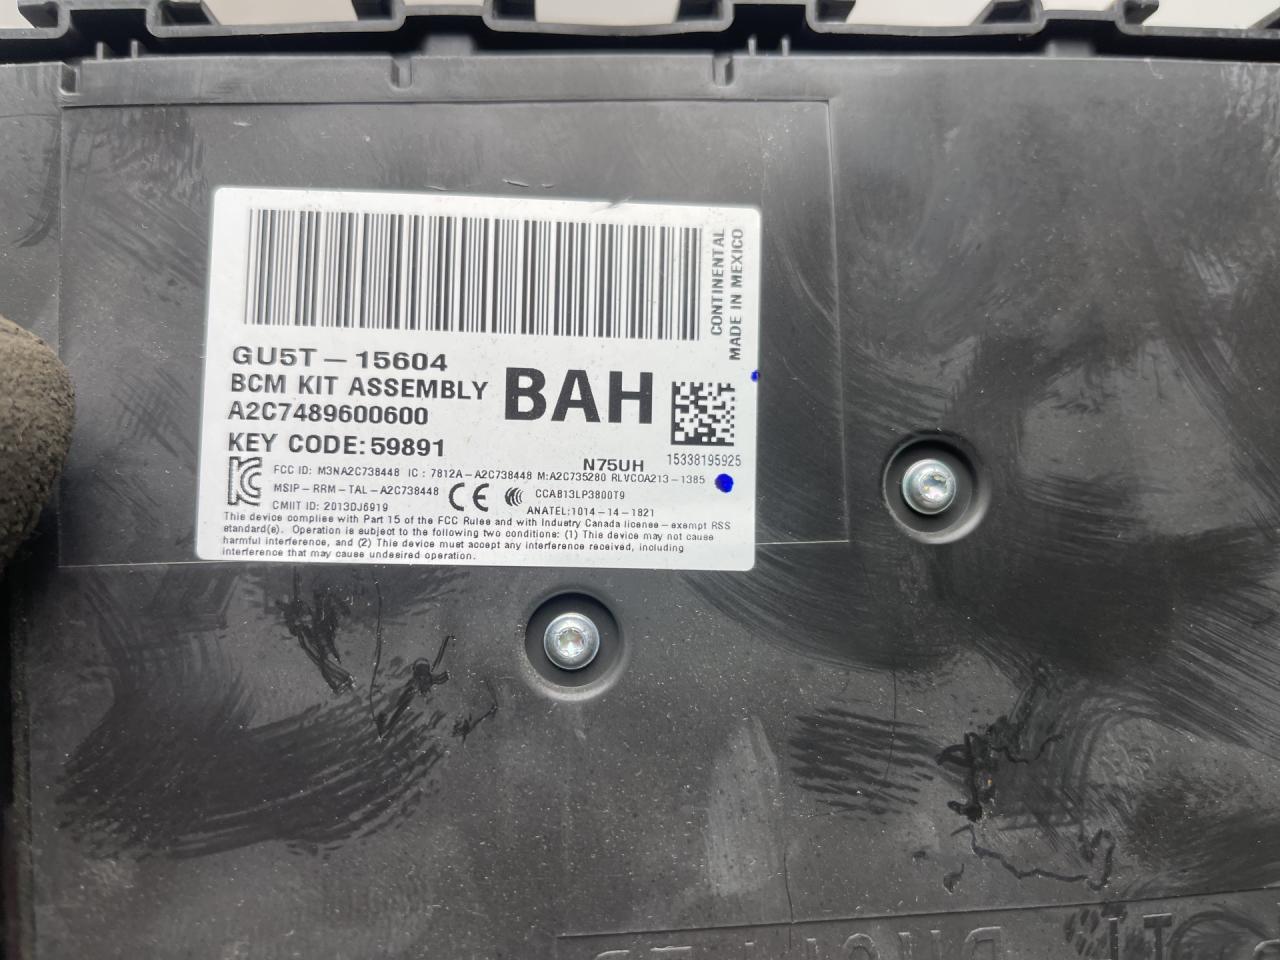 CONTINENTAL
MADE IN MEXICO
GU5T-15604
BCM KIT ASSEMBLY
BAH
A2C7489600600
KEY CODE:59891
N75UH
15338195925
FCC ID: M3NA2C738448 IC: 7812A-A2C738448 M:A2C735280 RLVCOA213-1385
MSIP-RRM-TAL-A2C738448
CE
CCAB13LP3800T9
CMIIT ID: 2013DJ6919
ANATEL:1014-14-1821
This device complies with Part 15 of the FCC Rules and with Industry Canada license-exempt RSS
standard(s). Operation is subject to the following two conditions: (1) This device may not cause
harmful interference, and (2) This device must accept any interference received, including
interference that may cause undesired operation.